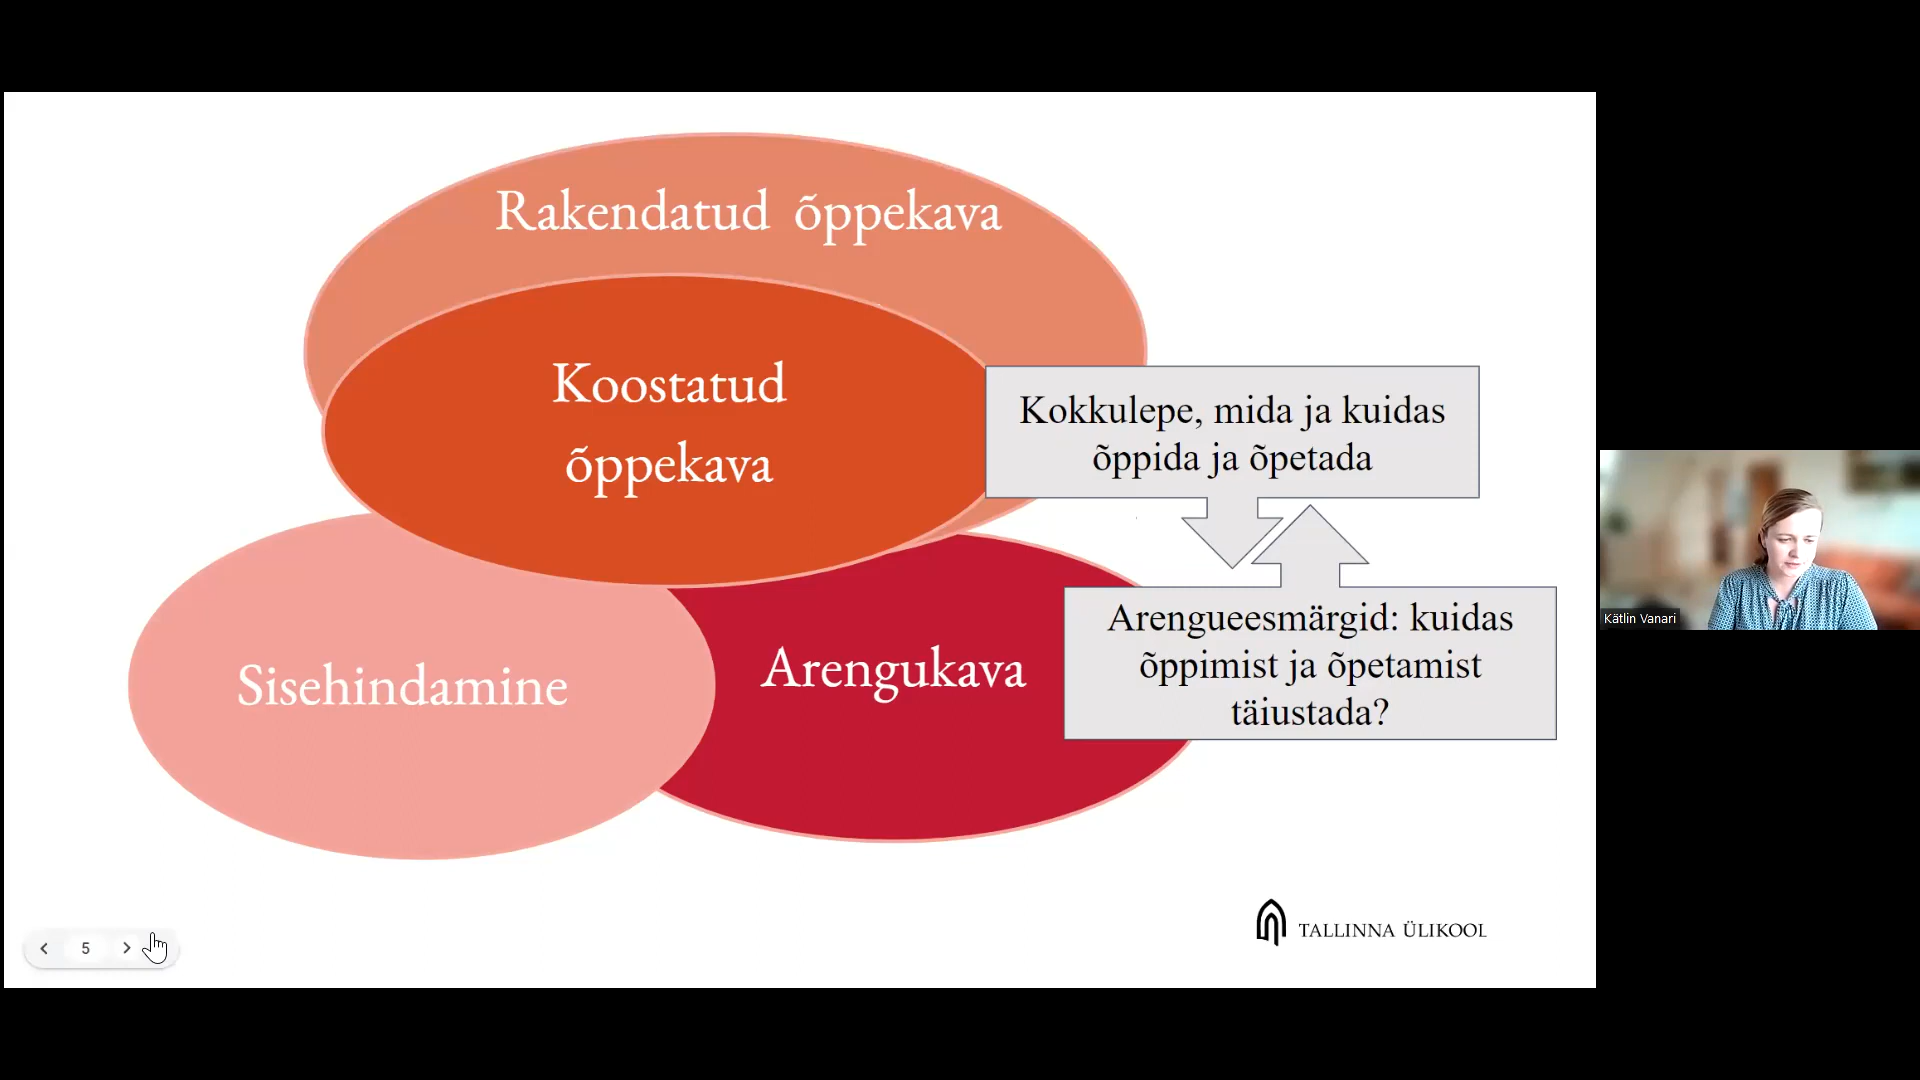 Rakendatud õppekava
Koostatud
õppekava
Kokkulepe, mida ja kuidas
õppida ja õpetada
Arengueesmärgid: kuidas
õppimist ja õpetamist
täiustada?
Sisehindamine
Arengukava
TALLINNA ÜLIKOOL
5
Kätlin Vanari